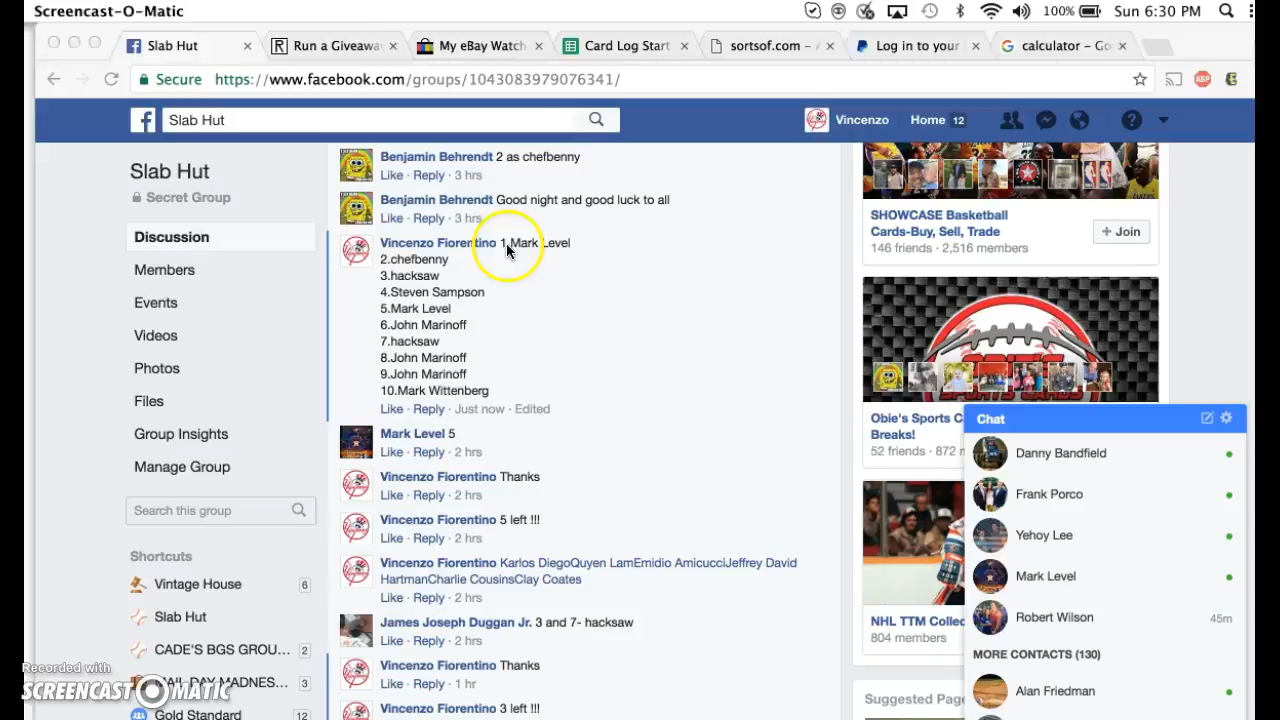 Screencast-O-Matic
100%
Sun 6:30 PM
Slab Hut
Run a Giveaw
My eBay Watch
Card Log Start
sortsof.com –
Log in to your
calculator – Go
Secure
https://www.facebook.com/groups/1043083979076341/
Slab Hut
Vincenzo
Home 12
Slab Hut
Secret Group
Discussion
Members
Events
Videos
Photos
Files
Group Insights
Manage Group
Search this group
Shortcuts
Vintage House 6
Slab Hut
CADE'S BGS GROU... 2
MAIL DAY MADNES... 3
Gold Standard 12
Recorded with
SCREENCAST O MATIC
Benjamin Behrendt 2 as chefbenny
Like · Reply · 3 hrs
Benjamin Behrendt Good night and good luck to all
Like · Reply · 3 hrs
Vincenzo Fiorentino 1.Mark Level
2.chefbenny
3.hacksaw
4.Steven Sampson
5.Mark Level
6.John Marinoff
7.hacksaw
8.John Marinoff
9.John Marinoff
10.Mark Wittenberg
Like · Reply · Just now · Edited
Mark Level 5
Like · Reply · 2 hrs
Vincenzo Fiorentino Thanks
Like · Reply · 2 hrs
Vincenzo Fiorentino 5 left !!!
Like · Reply · 2 hrs
Vincenzo Fiorentino Karlos DiegoQuyen LamEmidio AmicucciJeffrey David
HartmanCharlie CousinsClay Coates
Like · Reply · 2 hrs
James Joseph Duggan Jr. 3 and 7- hacksaw
Like · Reply · 2 hrs
Vincenzo Fiorentino Thanks
Like · Reply · 1 hr
Vincenzo Fiorentino 3 left !!!
SHOWCASE Basketball
Cards-Buy, Sell, Trade
146 friends · 2,516 members
+ Join
SPORTS CARDS
Obie's Sports C
Breaks!
52 friends · 872 m
NHL TTM Collec
804 members
Suggested Page
Chat
Danny Bandfield
Frank Porco
Yehoy Lee
Mark Level
Robert Wilson 45m
MORE CONTACTS (130)
Alan Friedman